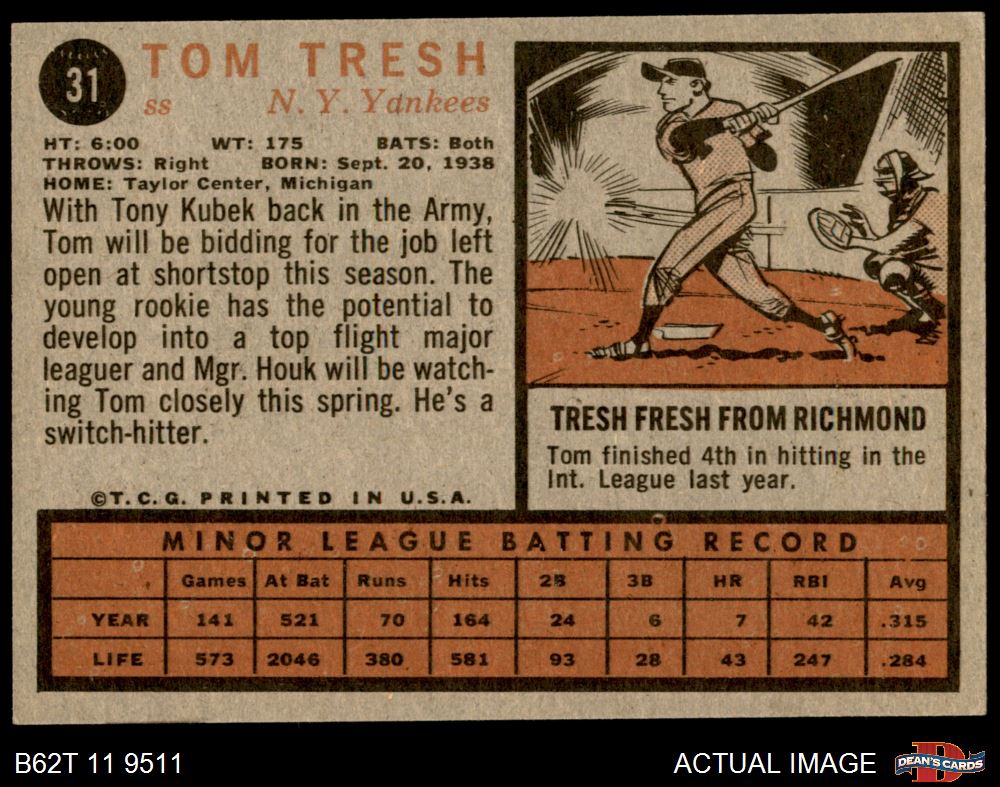 31
TOM TRESH
ss N. Y. Yankees
HT: 6:00 WT: 175 BATS: Both
THROWS: Right BORN: Sept. 20, 1938
HOME: Taylor Center, Michigan
With Tony Kubek back in the Army,
Tom will be bidding for the job left
open at shortstop this season. The
young rookie has the potential to
develop into a top flight major
leaguer and Mgr. Houk will be watch-
ing Tom closely this spring. He's a
switch-hitter.
©T. C. G. PRINTED IN U.S.A.
TRESH FRESH FROM RICHMOND
Tom finished 4th in hitting in the
Int. League last year.
MINOR LEAGUE BATTING RECORD
Games At Bat Runs Hits 2B 3B HR RBI Avg
YEAR 141 521 70 164 24 6 7 42 .315
LIFE 573 2046 380 581 93 28 43 247 .284
B62T 11 9511
ACTUAL IMAGE
DEAN'S CARDS